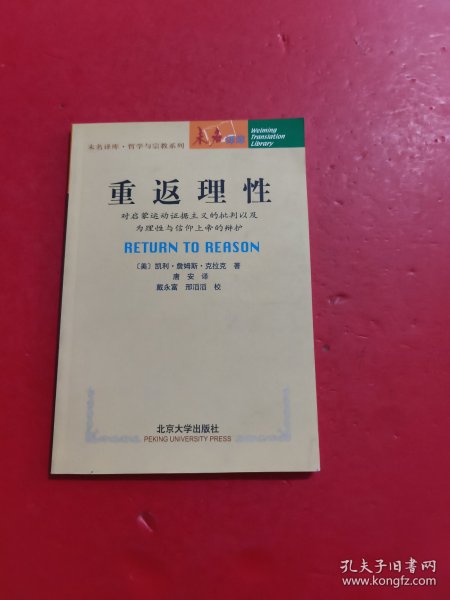 未名译库·哲学与宗教系列
未名译库
Weiming
Translation
Library
重返理性
对启蒙运动证据主义的批判以及
为理性与信仰上帝的辩护
RETURN TO REASON
〔美〕凯利·詹姆斯·克拉克 著
唐安 译
戴永富 邢滔滔 校
北京大学出版社
PEKING UNIVERSITY PRESS
孔夫子旧书网
www.kongfz.com